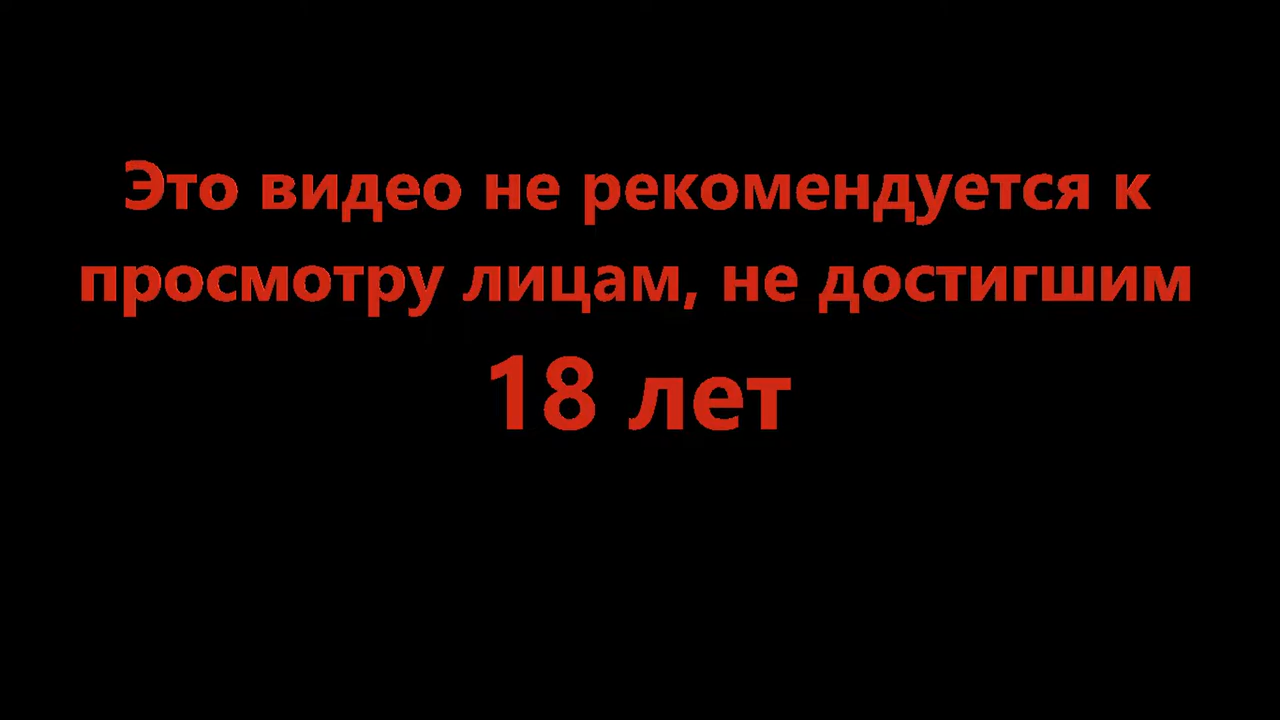 Это видео не рекомендуется к
просмотру лицам, не достигшим
18 лет